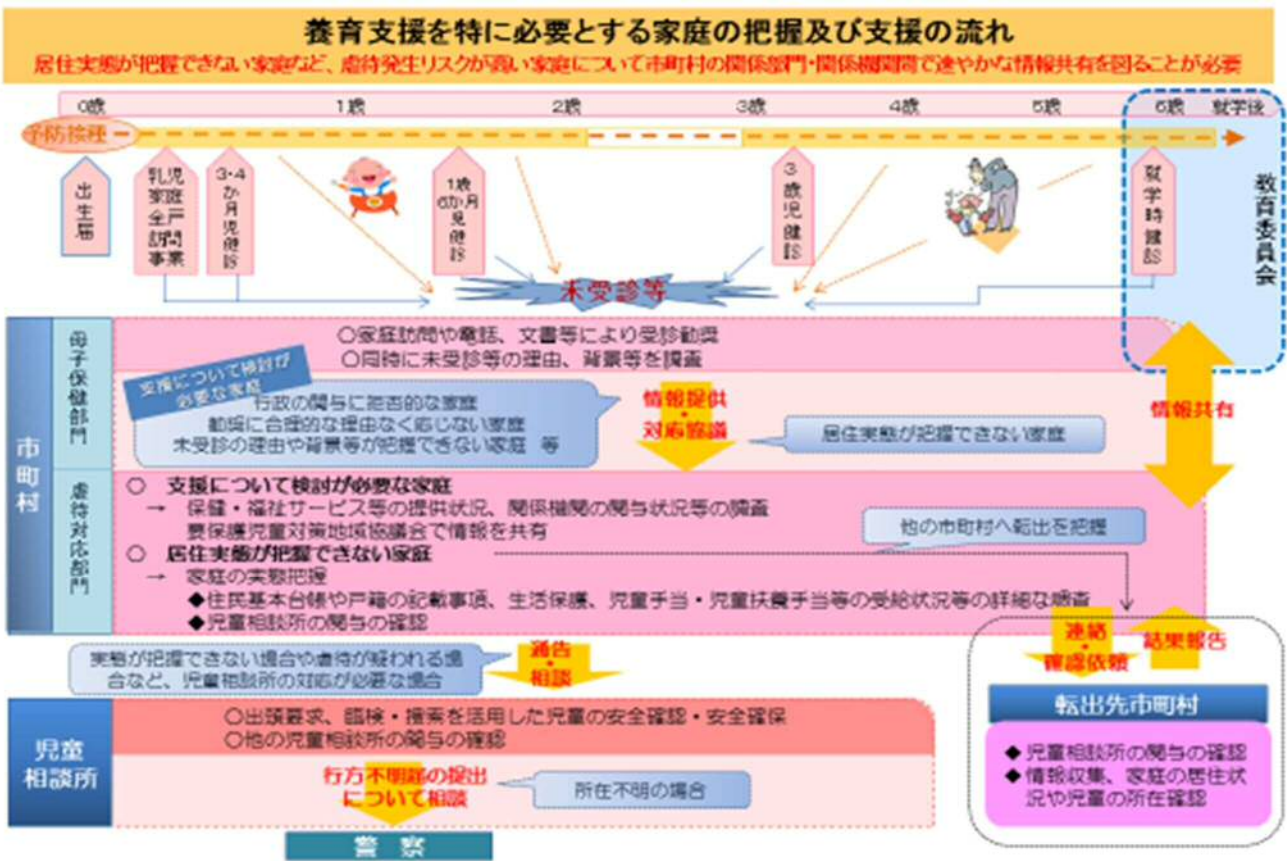 養育支援を特に必要とする家庭の把握及び支援の流れ
居住実態が把握できない家庭など、虐待発生リスクが高い家庭について市町村の関係部門・関係機関間で速やかな情報共有を図ることが必要
0歳
1歳
2歳
3歳
4歳
5歳
6歳
就学後
予防接種
出生届
乳児家庭全戸訪問事業
3・4か月児健診
1歳6か月児健診
3歳児健診
就学時健診
教育委員会
未受診等
市町村
母子保健部門
○家庭訪問や電話、文書等により受診勧奨
○同時に未受診等の理由、背景等を調査
支援について検討が
必要な家庭
行政の関与に拒否的な家庭
勧奨に合理的な理由なく応じない家庭
未受診の理由や背景等が把握できない家庭 等
情報提供
・
対応協議
居住実態が把握できない家庭
情報共有
虐待対応部門
○ 支援について検討が必要な家庭
→ 保健・福祉サービス等の提供状況、関係機関の関与状況等の調査
要保護児童対策地域協議会で情報を共有
他の市町村へ転出を把握
○ 居住実態が把握できない家庭
→ 家庭の実態把握
◆住民基本台帳や戸籍の記載事項、生活保護、児童手当・児童扶養手当等の受給状況等の詳細な調査
◆児童相談所の関与の確認
実態が把握できない場合や虐待が疑われる場
合など、児童相談所の対応が必要な場合
通告
・
相談
連絡
・
確認依頼
結果報告
転出先市町村
◆ 児童相談所の関与の確認
◆ 情報収集、家庭の居住状
況や児童の所在確認
児童
相談所
○出頭要求、臨検・捜索を活用した児童の安全確認・安全確保
○他の児童相談所の関与の確認
行方不明届の提出
について相談
所在不明の場合
警察